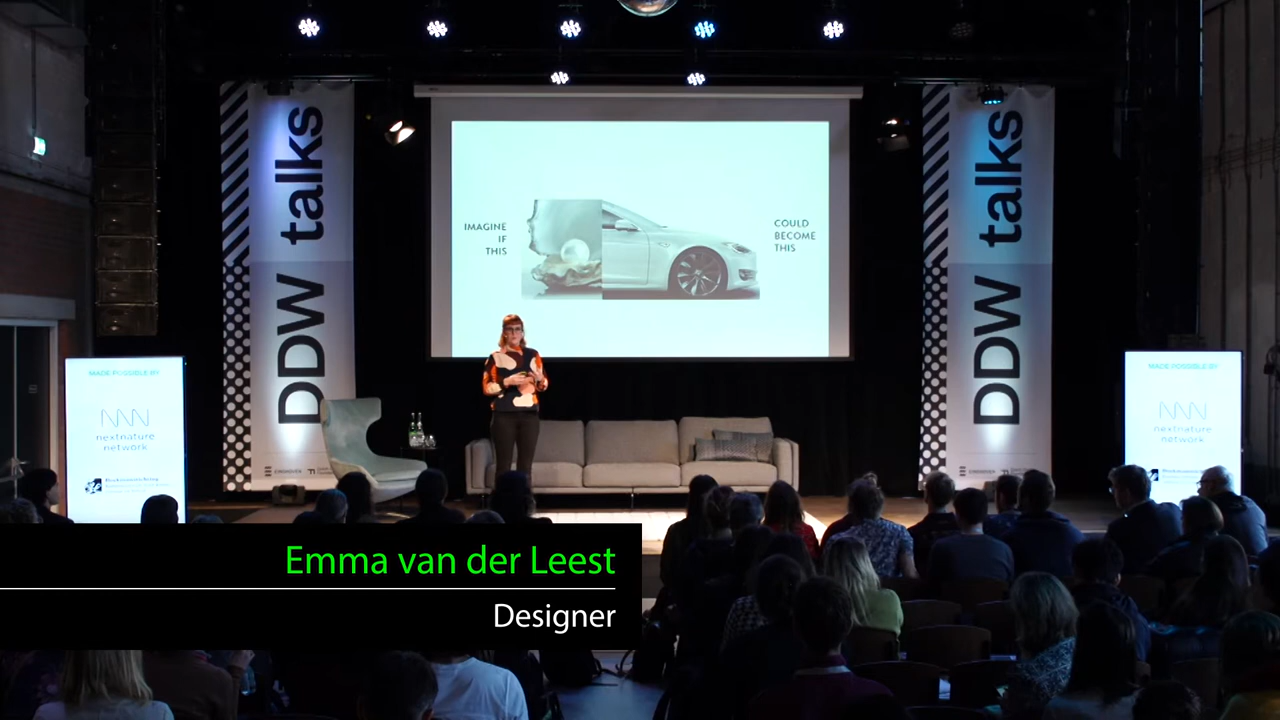 IMAGINE
IF
THIS
COULD
BECOME
THIS
DDW talks
DDW talks
MADE POSSIBLE BY
nextnature
network
MADE POSSIBLE BY
nextnature
network
EINDHOVEN
Emma van der Leest
Designer